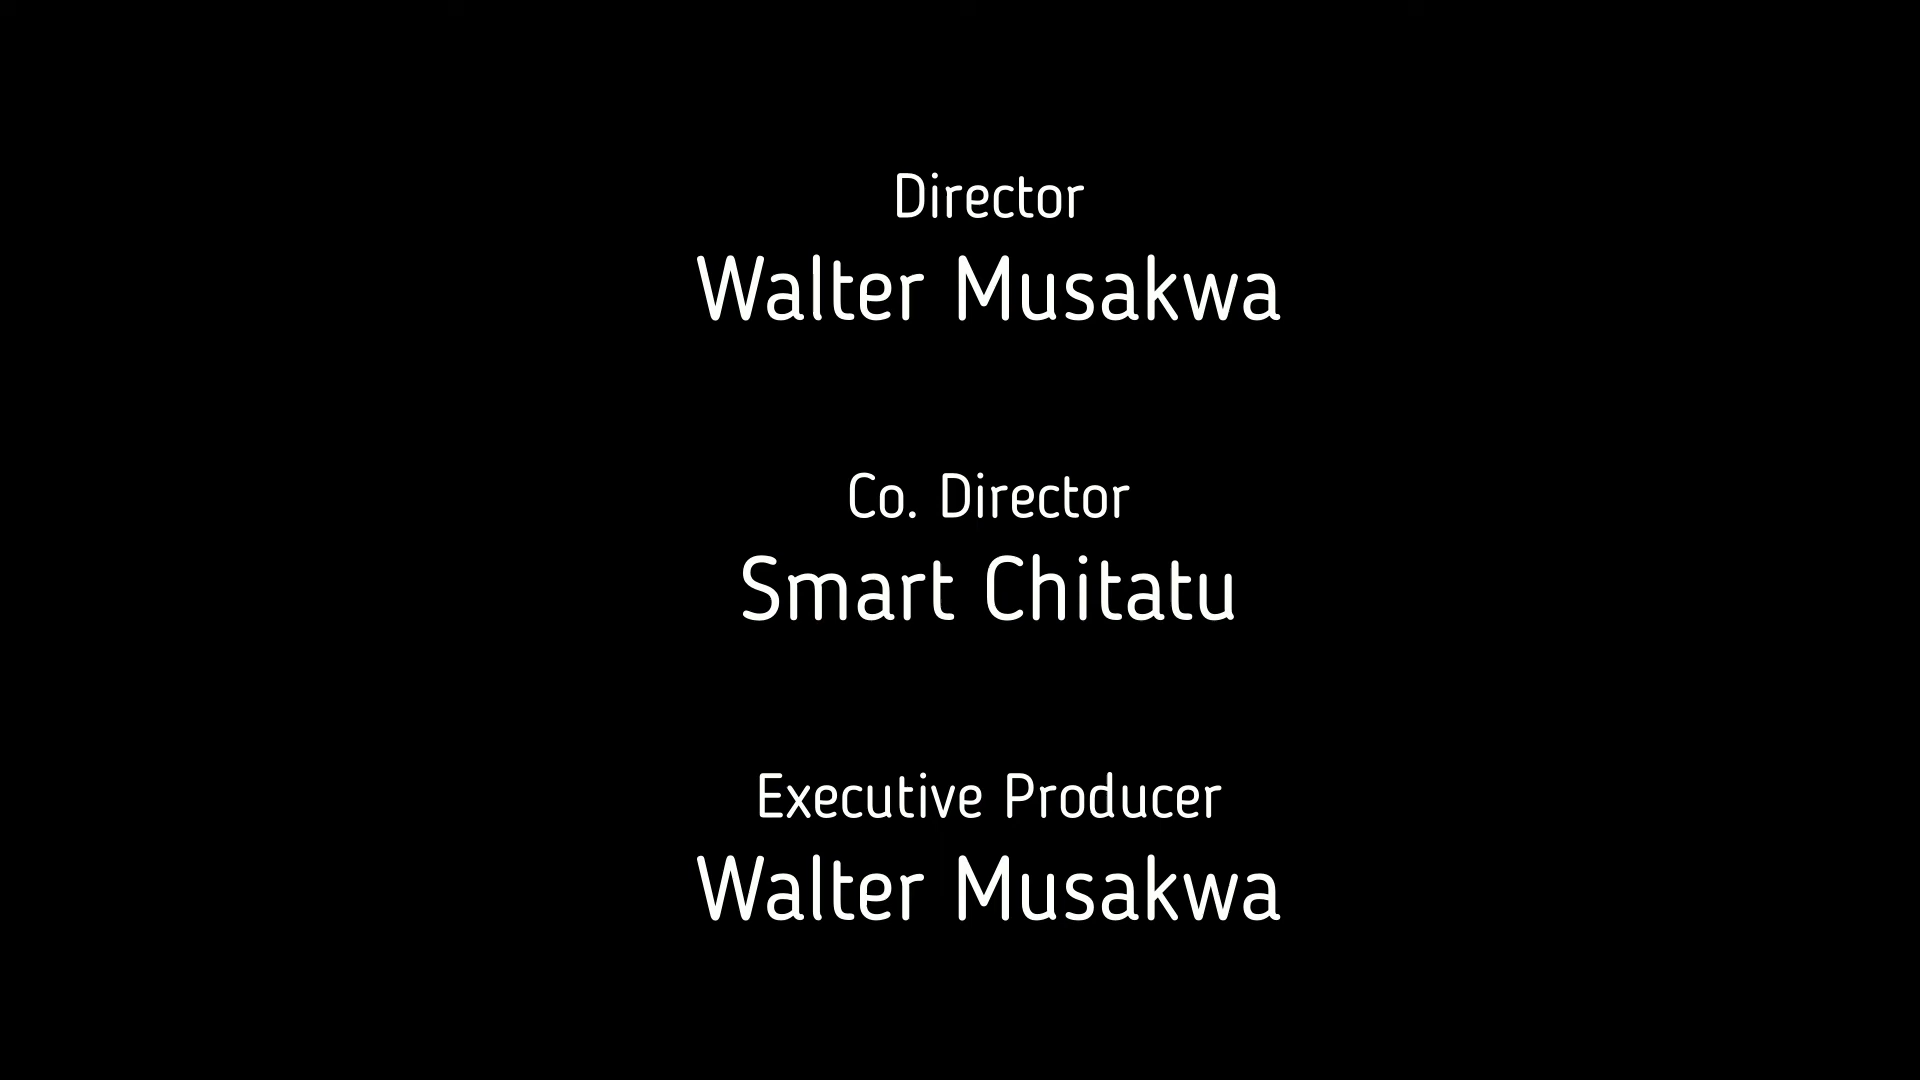 Director
Walter Musakwa
Co. Director
Smart Chitatu
Executive Producer
Walter Musakwa